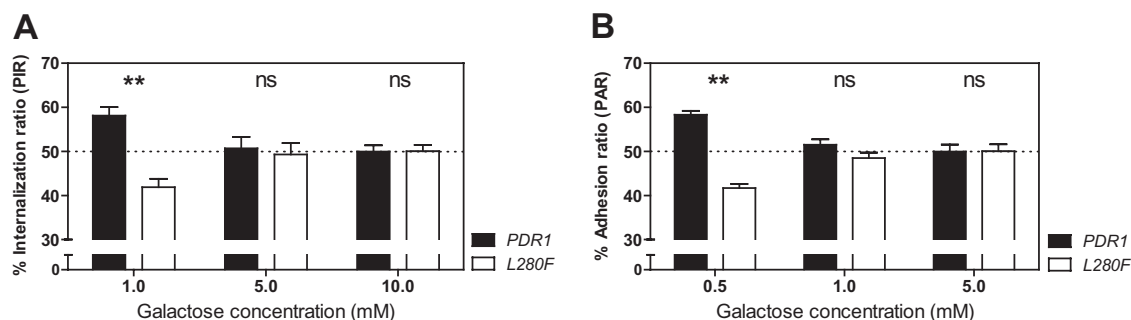 A
% Internalization ratio (PIR)
70
60
50
40
30
0
** ns ns
1.0 5.0 10.0
Galactose concentration (mM)
PDR1
L280F
B
% Adhesion ratio (PAR)
70
60
50
40
30
0
** ns ns
0.5 1.0 5.0
Galactose concentration (mM)
PDR1
L280F